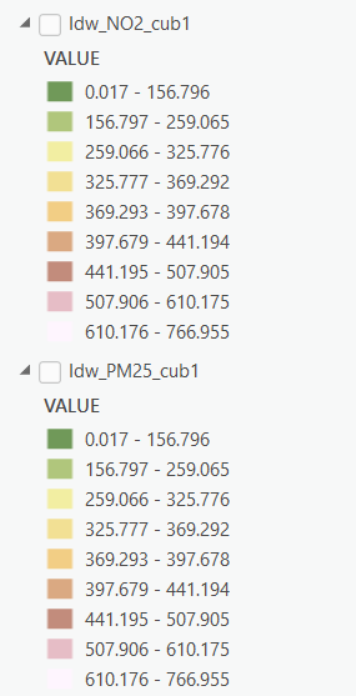 Idw_NO2_cub1
VALUE
0.017 - 156.796
156.797 - 259.065
259.066 - 325.776
325.777 - 369.292
369.293 - 397.678
397.679 - 441.194
441.195 - 507.905
507.906 - 610.175
610.176 - 766.955
Idw_PM25_cub1
VALUE
0.017 - 156.796
156.797 - 259.065
259.066 - 325.776
325.777 - 369.292
369.293 - 397.678
397.679 - 441.194
441.195 - 507.905
507.906 - 610.175
610.176 - 766.955